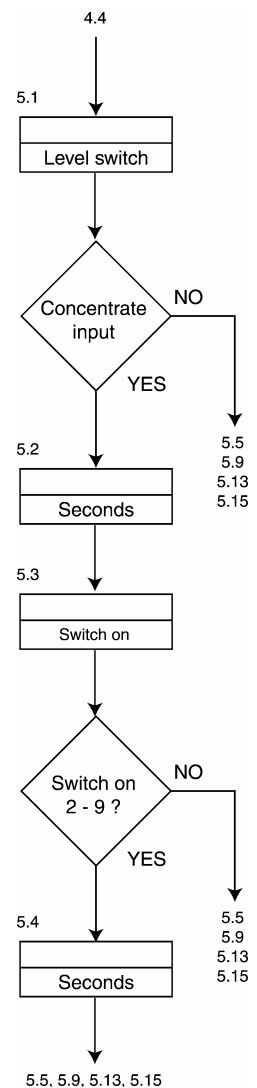 4.4
5.1
Level switch
Concentrate
input
NO
YES
5.5
5.9
5.13
5.15
5.2
Seconds
5.3
Switch on
Switch on
2 - 9 ?
NO
YES
5.5
5.9
5.13
5.15
5.4
Seconds
5.5, 5.9, 5.13, 5.15